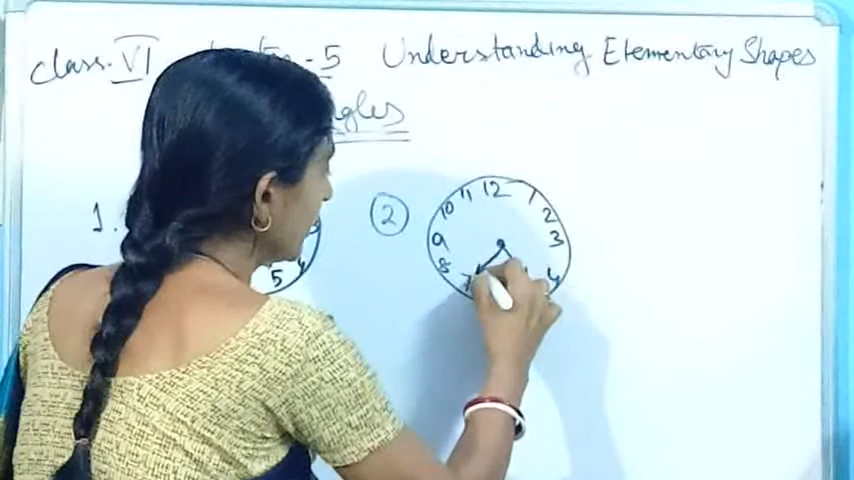 Class. VI - 5 Understanding Elementary Shapes
1.
5 4
2
12 1 2 3 4 7 8 9 10 11